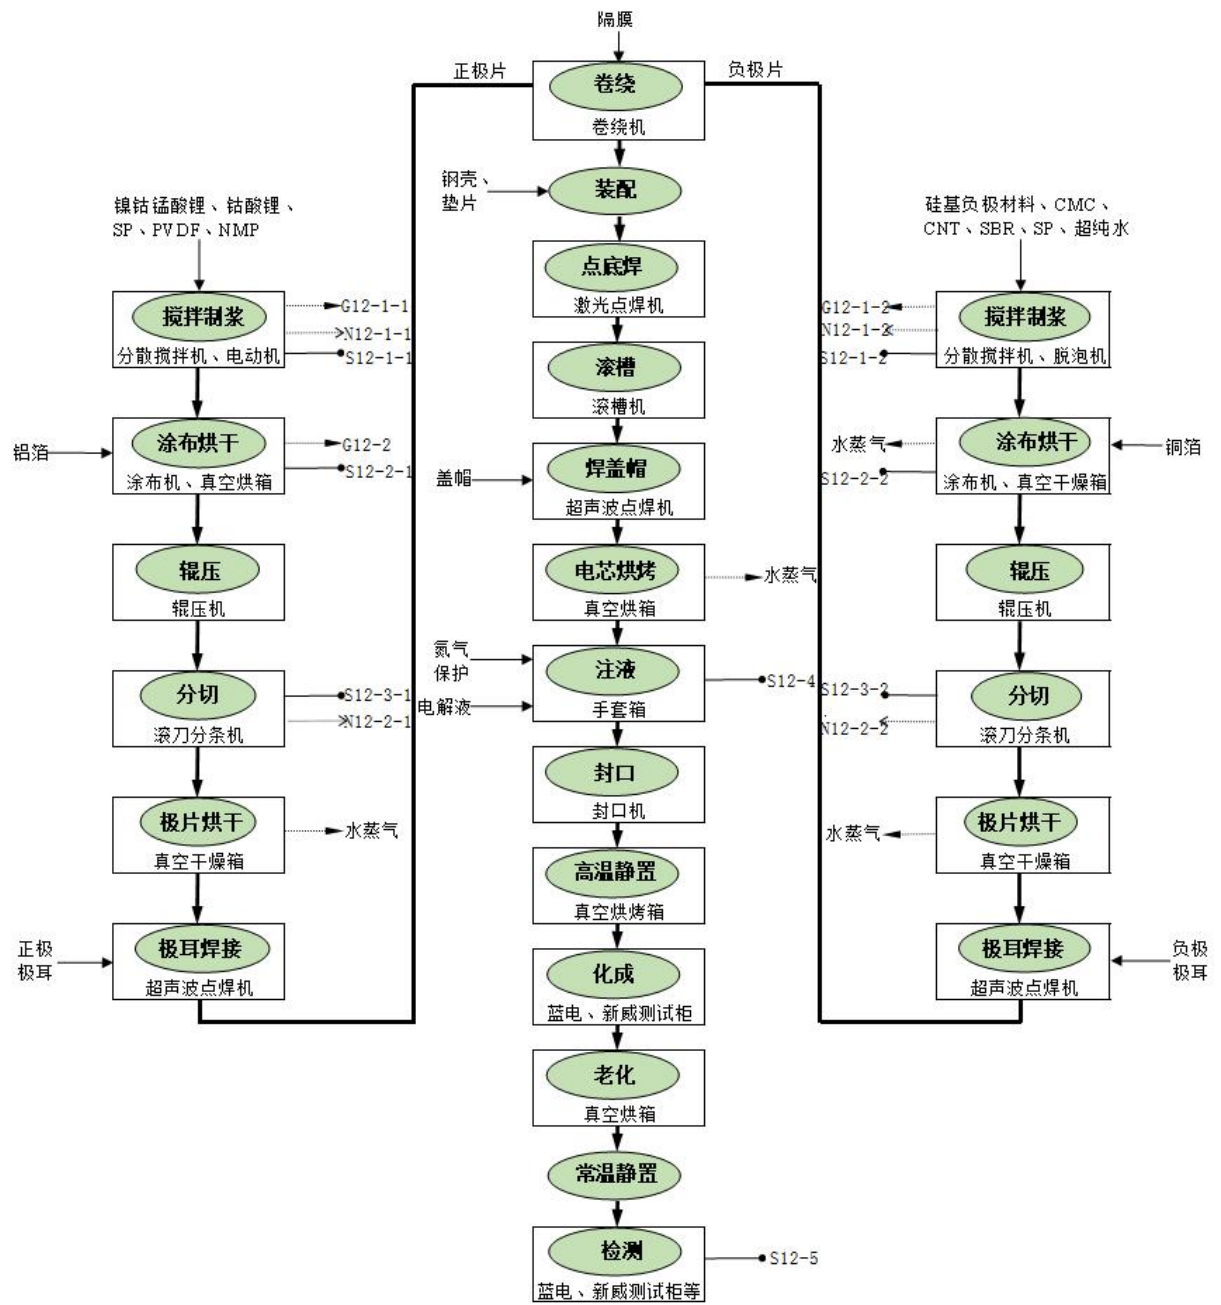 隔膜
正极片
负极片
卷绕
卷绕机
钢壳、
垫片
装配
镍钴锰酸锂、钴酸锂、
SP、PVDF、NMP
硅基负极材料、CMC、
CNT、SBR、SP、超纯水
点底焊
激光点焊机
搅拌制浆
分散搅拌机、电动机
G12-1-1
N12-1-1
S12-1-1
G12-1-2
N12-1-2
S12-1-2
搅拌制浆
分散搅拌机、脱泡机
滚槽
滚槽机
铝箔
涂布烘干
涂布机、真空烘箱
G12-2
S12-2-1
水蒸气
S12-2-2
涂布烘干
涂布机、真空干燥箱
铜箔
盖帽
焊盖帽
超声波点焊机
辊压
辊压机
电芯烘烤
真空烘箱
水蒸气
辊压
辊压机
氮气
保护
电解液
注液
手套箱
S12-4
分切
滚刀分条机
S12-3-1
N12-2-1
S12-3-2
N12-2-2
分切
滚刀分条机
封口
封口机
极片烘干
真空干燥箱
水蒸气
水蒸气
极片烘干
真空干燥箱
高温静置
真空烘烤箱
正极
极耳
极耳焊接
超声波点焊机
极耳焊接
超声波点焊机
负极
极耳
化成
蓝电、新威测试柜
老化
真空烘箱
常温静置
检测
蓝电、新威测试柜等
S12-5